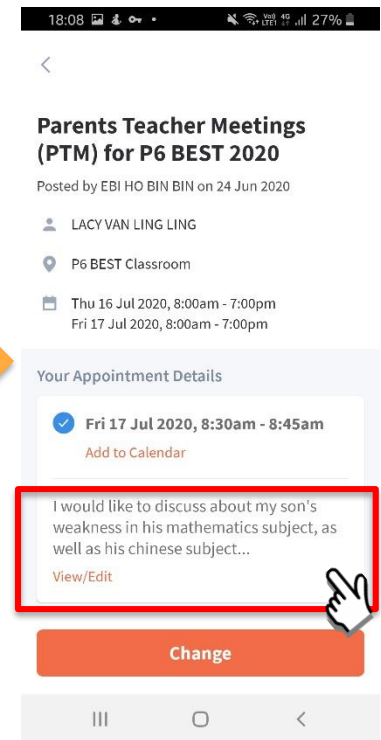 18:08 27%
Parents Teacher Meetings
(PTM) for P6 BEST 2020
Posted by EBI HO BIN BIN on 24 Jun 2020
LACY VAN LING LING
P6 BEST Classroom
Thu 16 Jul 2020, 8:00am - 7:00pm
Fri 17 Jul 2020, 8:00am - 7:00pm
Your Appointment Details
Fri 17 Jul 2020, 8:30am - 8:45am
Add to Calendar
I would like to discuss about my son's
weakness in his mathematics subject, as
well as his chinese subject...
View/Edit
Change